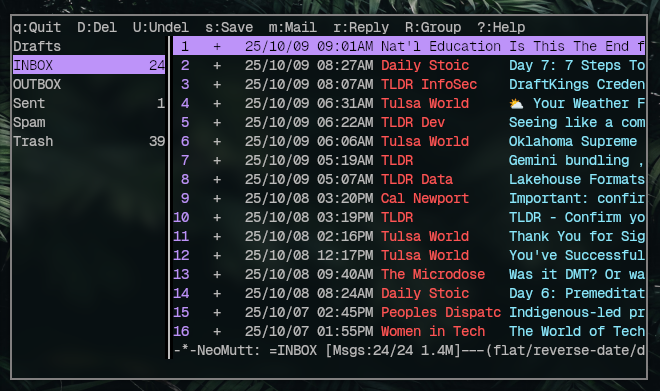 q:Quit  D:Del  U:Undel  s:Save  m:Mail  r:Reply  R:Group  ?:Help
Drafts
INBOX 24
OUTBOX
Sent 1
Spam
Trash 39
1 + 25/10/09 09:01AM Nat'l Education Is This The End f
2 + 25/10/09 08:27AM Daily Stoic Day 7: 7 Steps To
3 + 25/10/09 08:07AM TLDR InfoSec DraftKings Creden
4 + 25/10/09 06:31AM Tulsa World ⛅ Your Weather F
5 + 25/10/09 06:22AM TLDR Dev Seeing like a com
6 + 25/10/09 06:06AM Tulsa World Oklahoma Supreme
7 + 25/10/09 05:19AM TLDR Gemini bundling ,
8 + 25/10/09 05:07AM TLDR Data Lakehouse Formats
9 + 25/10/08 03:20PM Cal Newport Important: confir
10 + 25/10/08 03:19PM TLDR TLDR - Confirm yo
11 + 25/10/08 02:16PM Tulsa World Thank You for Sig
12 + 25/10/08 12:17PM Tulsa World You've Successful
13 + 25/10/08 09:40AM The Microdose Was it DMT? Or wa
14 + 25/10/08 08:24AM Daily Stoic Day 6: Premeditat
15 + 25/10/07 02:45PM Peoples Dispatc Indigenous-led pr
16 + 25/10/07 01:55PM Women in Tech The World of Tech
-*-NeoMutt: =INBOX [Msgs:24/24 1.4M]---(flat/reverse-date/d